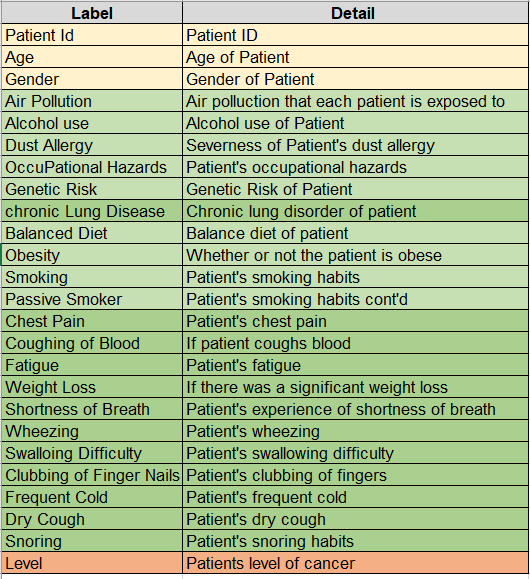 Label Detail
Patient Id Patient ID
Age Age of Patient
Gender Gender of Patient
Air Pollution Air polluction that each patient is exposed to
Alcohol use Alcohol use of Patient
Dust Allergy Severness of Patient's dust allergy
OccuPational Hazards Patient's occupational hazards
Genetic Risk Genetic Risk of Patient
chronic Lung Disease Chronic lung disorder of patient
Balanced Diet Balance diet of patient
Obesity Whether or not the patient is obese
Smoking Patient's smoking habits
Passive Smoker Patient's smoking habits cont'd
Chest Pain Patient's chest pain
Coughing of Blood If patient coughs blood
Fatigue Patient's fatigue
Weight Loss If there was a significant weight loss
Shortness of Breath Patient's experience of shortness of breath
Wheezing Patient's wheezing
Swalloing Difficulty Patient's swallowing difficulty
Clubbing of Finger Nails Patient's clubbing of fingers
Frequent Cold Patient's frequent cold
Dry Cough Patient's dry cough
Snoring Patient's snoring habits
Level Patients level of cancer